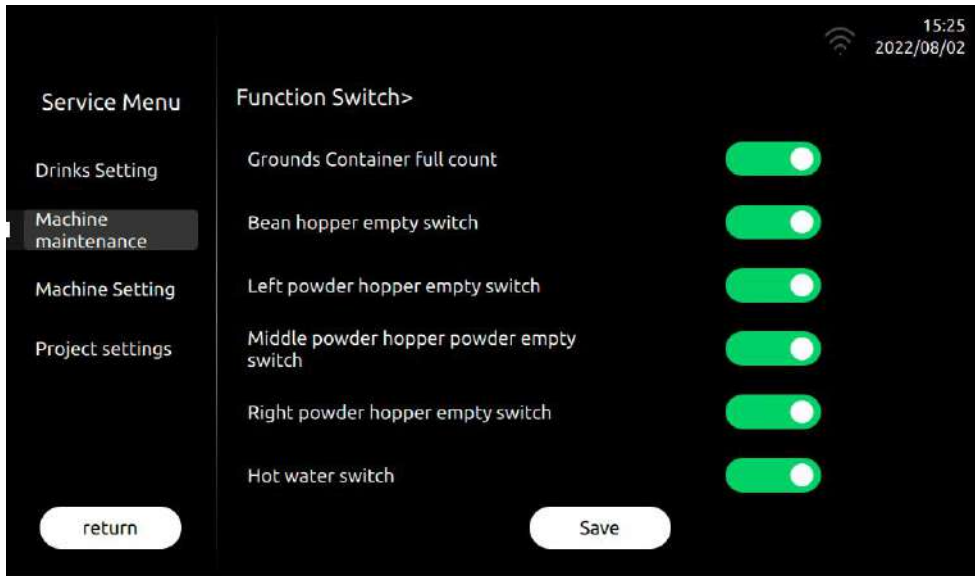 15:25
2022/08/02
Service Menu
Drinks Setting
Machine
maintenance
Machine Setting
Project settings
return
Function Switch>
Grounds Container full count
Bean hopper empty switch
Left powder hopper empty switch
Middle powder hopper powder empty
switch
Right powder hopper empty switch
Hot water switch
Save